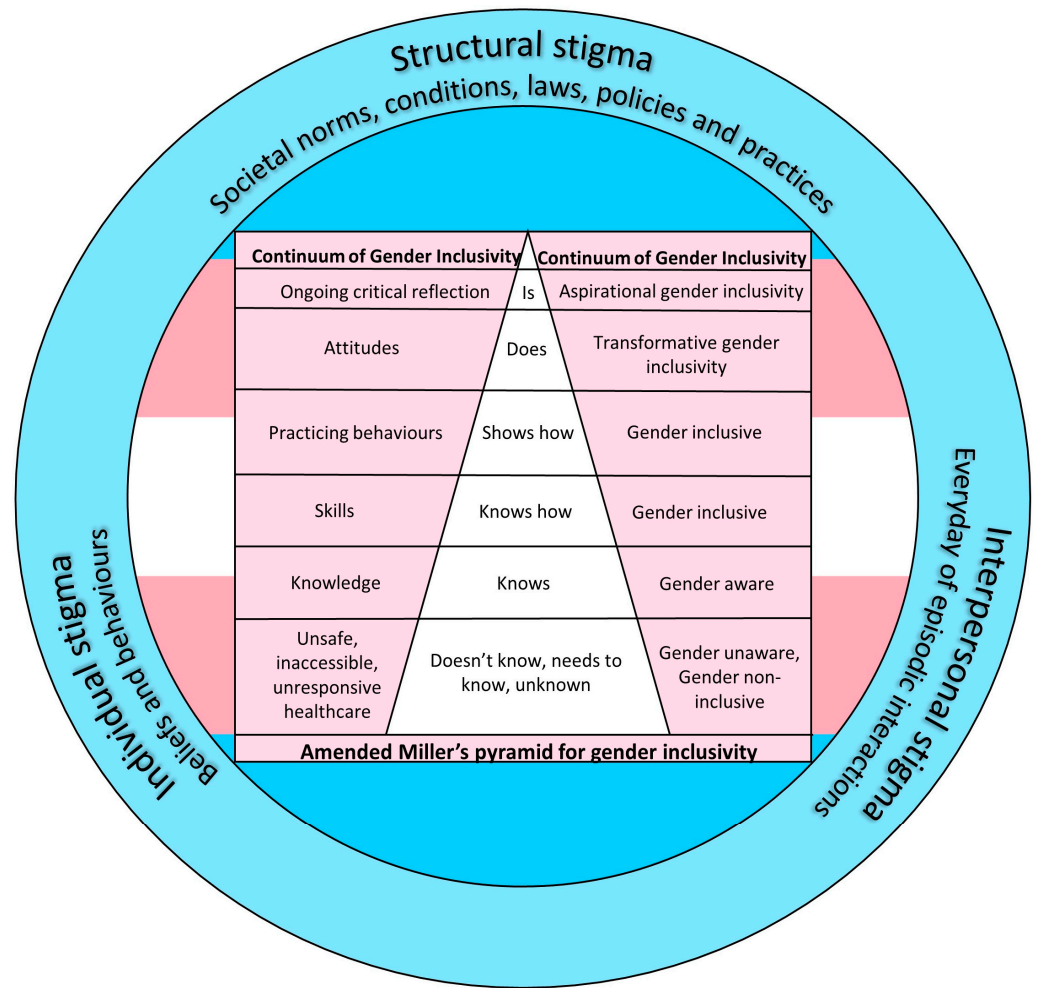 Structural stigma
Societal norms, conditions, laws, policies and practices
Continuum of Gender Inclusivity
Continuum of Gender Inclusivity
Ongoing critical reflection
Is
Aspirational gender inclusivity
Attitudes
Does
Transformative gender
inclusivity
Practicing behaviours
Shows how
Gender inclusive
Skills
Knows how
Gender inclusive
Knowledge
Knows
Gender aware
Unsafe,
inaccessible,
unresponsive
healthcare
Doesn’t know, needs to
know, unknown
Gender unaware,
Gender non-
inclusive
Amended Miller’s pyramid for gender inclusivity
Individual stigma
Beliefs and behaviours
Interpersonal stigma
Everyday of episodic interactions